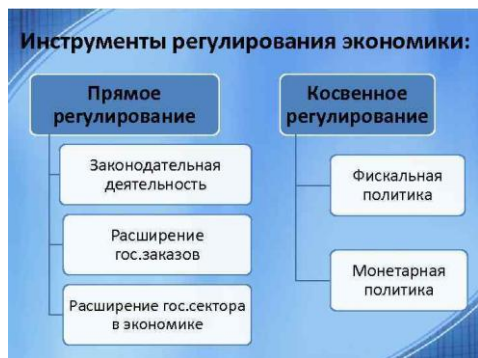 Инструменты регулирования экономики:
Прямое
регулирование
Законодательная
деятельность
Расширение
гос.заказов
Расширение гос.сектора
в экономике
Косвенное
регулирование
Фискальная
политика
Монетарная
политика